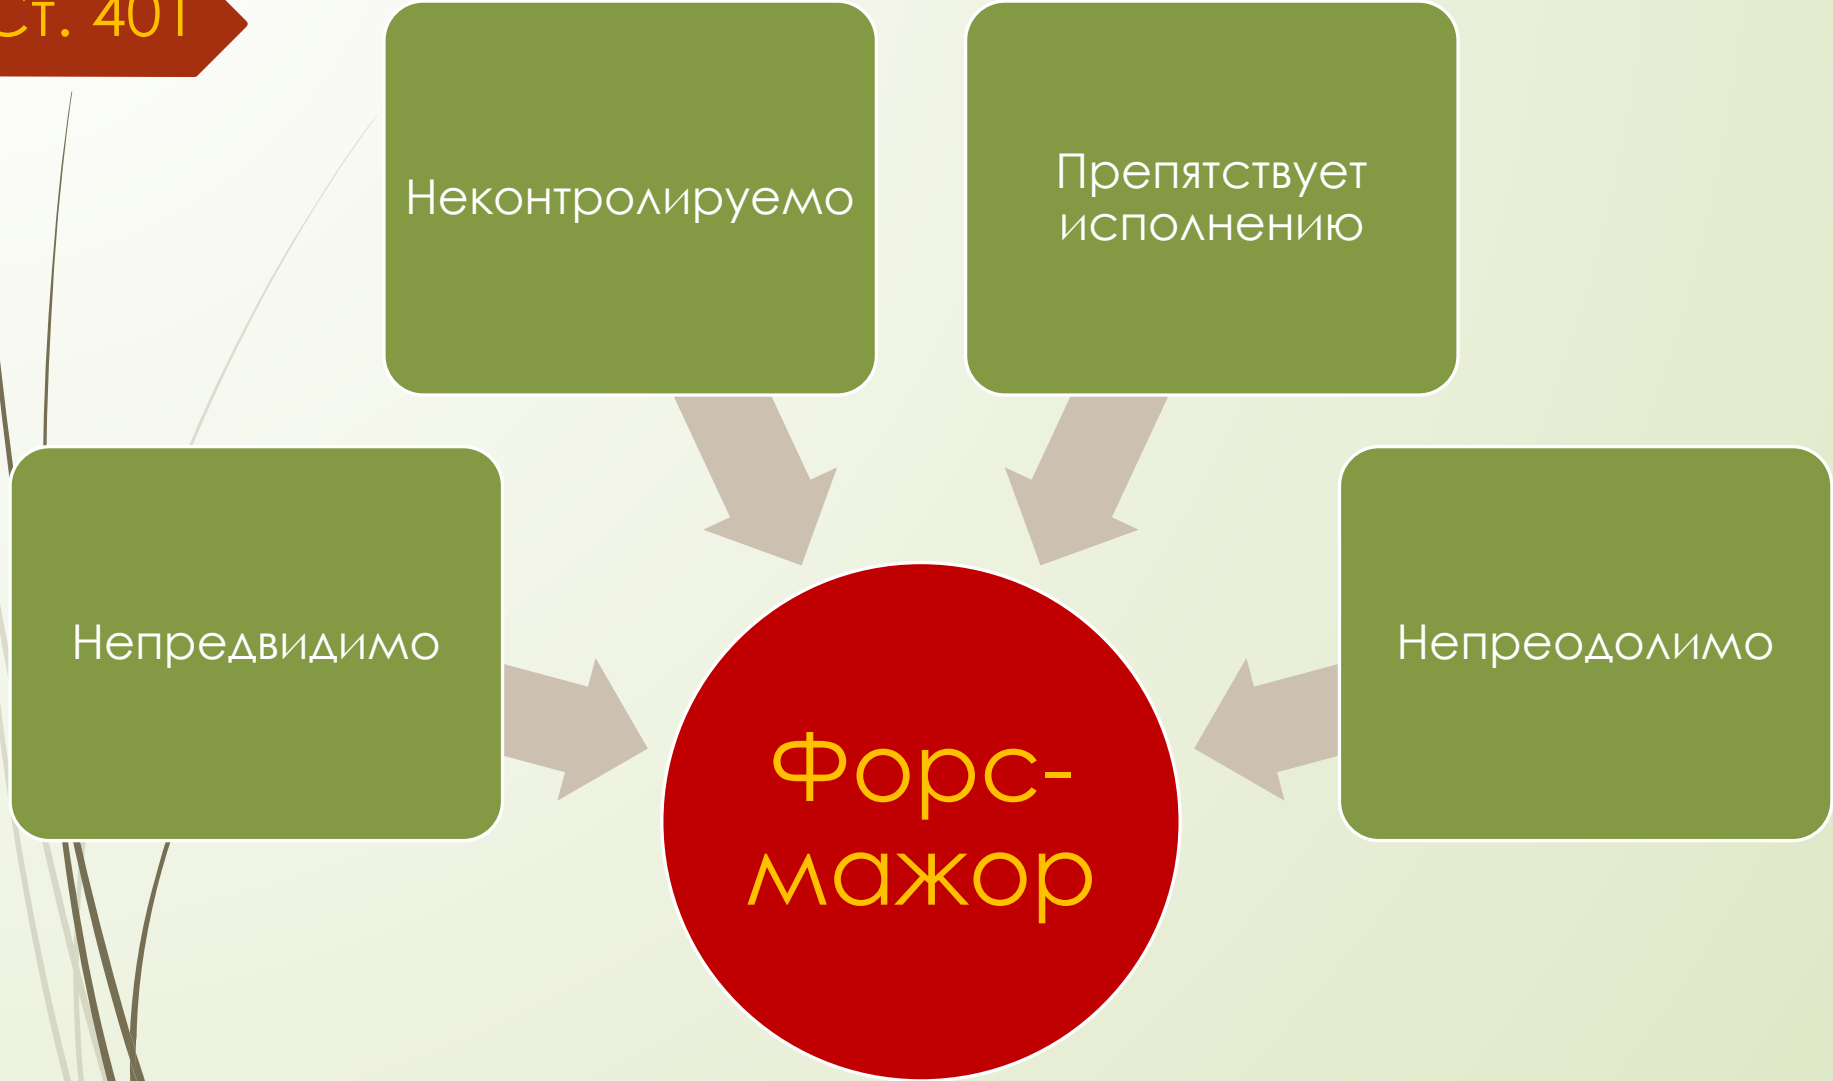 Ст. 401
Неконтролируемо
Препятствует
исполнению
Непредвидимо
Непреодолимо
Форс-
мажор